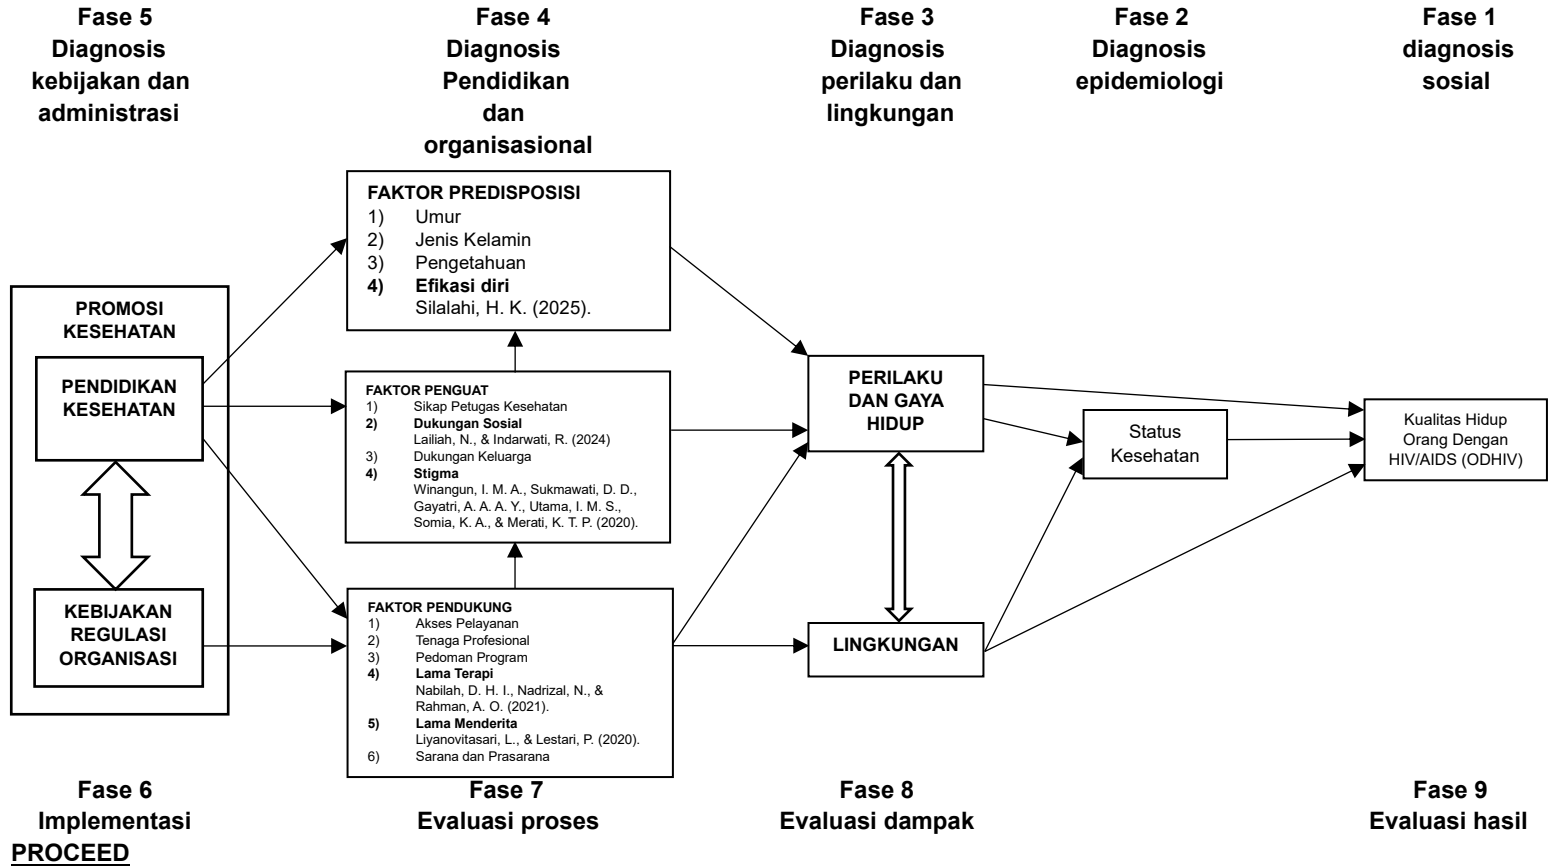 Fase 5
Diagnosis
kebijakan dan
administrasi
Fase 4
Diagnosis
Pendidikan
dan
organisasional
Fase 3
Diagnosis
perilaku dan
lingkungan
Fase 2
Diagnosis
epidemiologi
Fase 1
diagnosis
sosial
PROMOSI
KESEHATAN
PENDIDIKAN
KESEHATAN
KEBIJAKAN
REGULASI
ORGANISASI
FAKTOR PREDISPOSISI
1) Umur
2) Jenis Kelamin
3) Pengetahuan
4) Efikasi diri
Silalahi, H. K. (2025).
FAKTOR PENGUAT
1) Sikap Petugas Kesehatan
2) Dukungan Sosial
Lailiah, N., & Indarwati, R. (2024)
3) Dukungan Keluarga
4) Stigma
Winangun, I. M. A., Sukmawati, D. D.,
Gayatri, A. A. A. Y., Utama, I. M. S.,
Somia, K. A., & Merati, K. T. P. (2020).
FAKTOR PENDUKUNG
1) Akses Pelayanan
2) Tenaga Profesional
3) Pedoman Program
4) Lama Terapi
Nabilah, D. H. I., Nadrizal, N., &
Rahman, A. O. (2021).
5) Lama Menderita
Liyanovitasari, L., & Lestari, P. (2020).
6) Sarana dan Prasarana
PERILAKU
DAN GAYA
HIDUP
LINGKUNGAN
Status
Kesehatan
Kualitas Hidup
Orang Dengan
HIV/AIDS (ODHIV)
Fase 6
Implementasi
PROCEED
Fase 7
Evaluasi proses
Fase 8
Evaluasi dampak
Fase 9
Evaluasi hasil